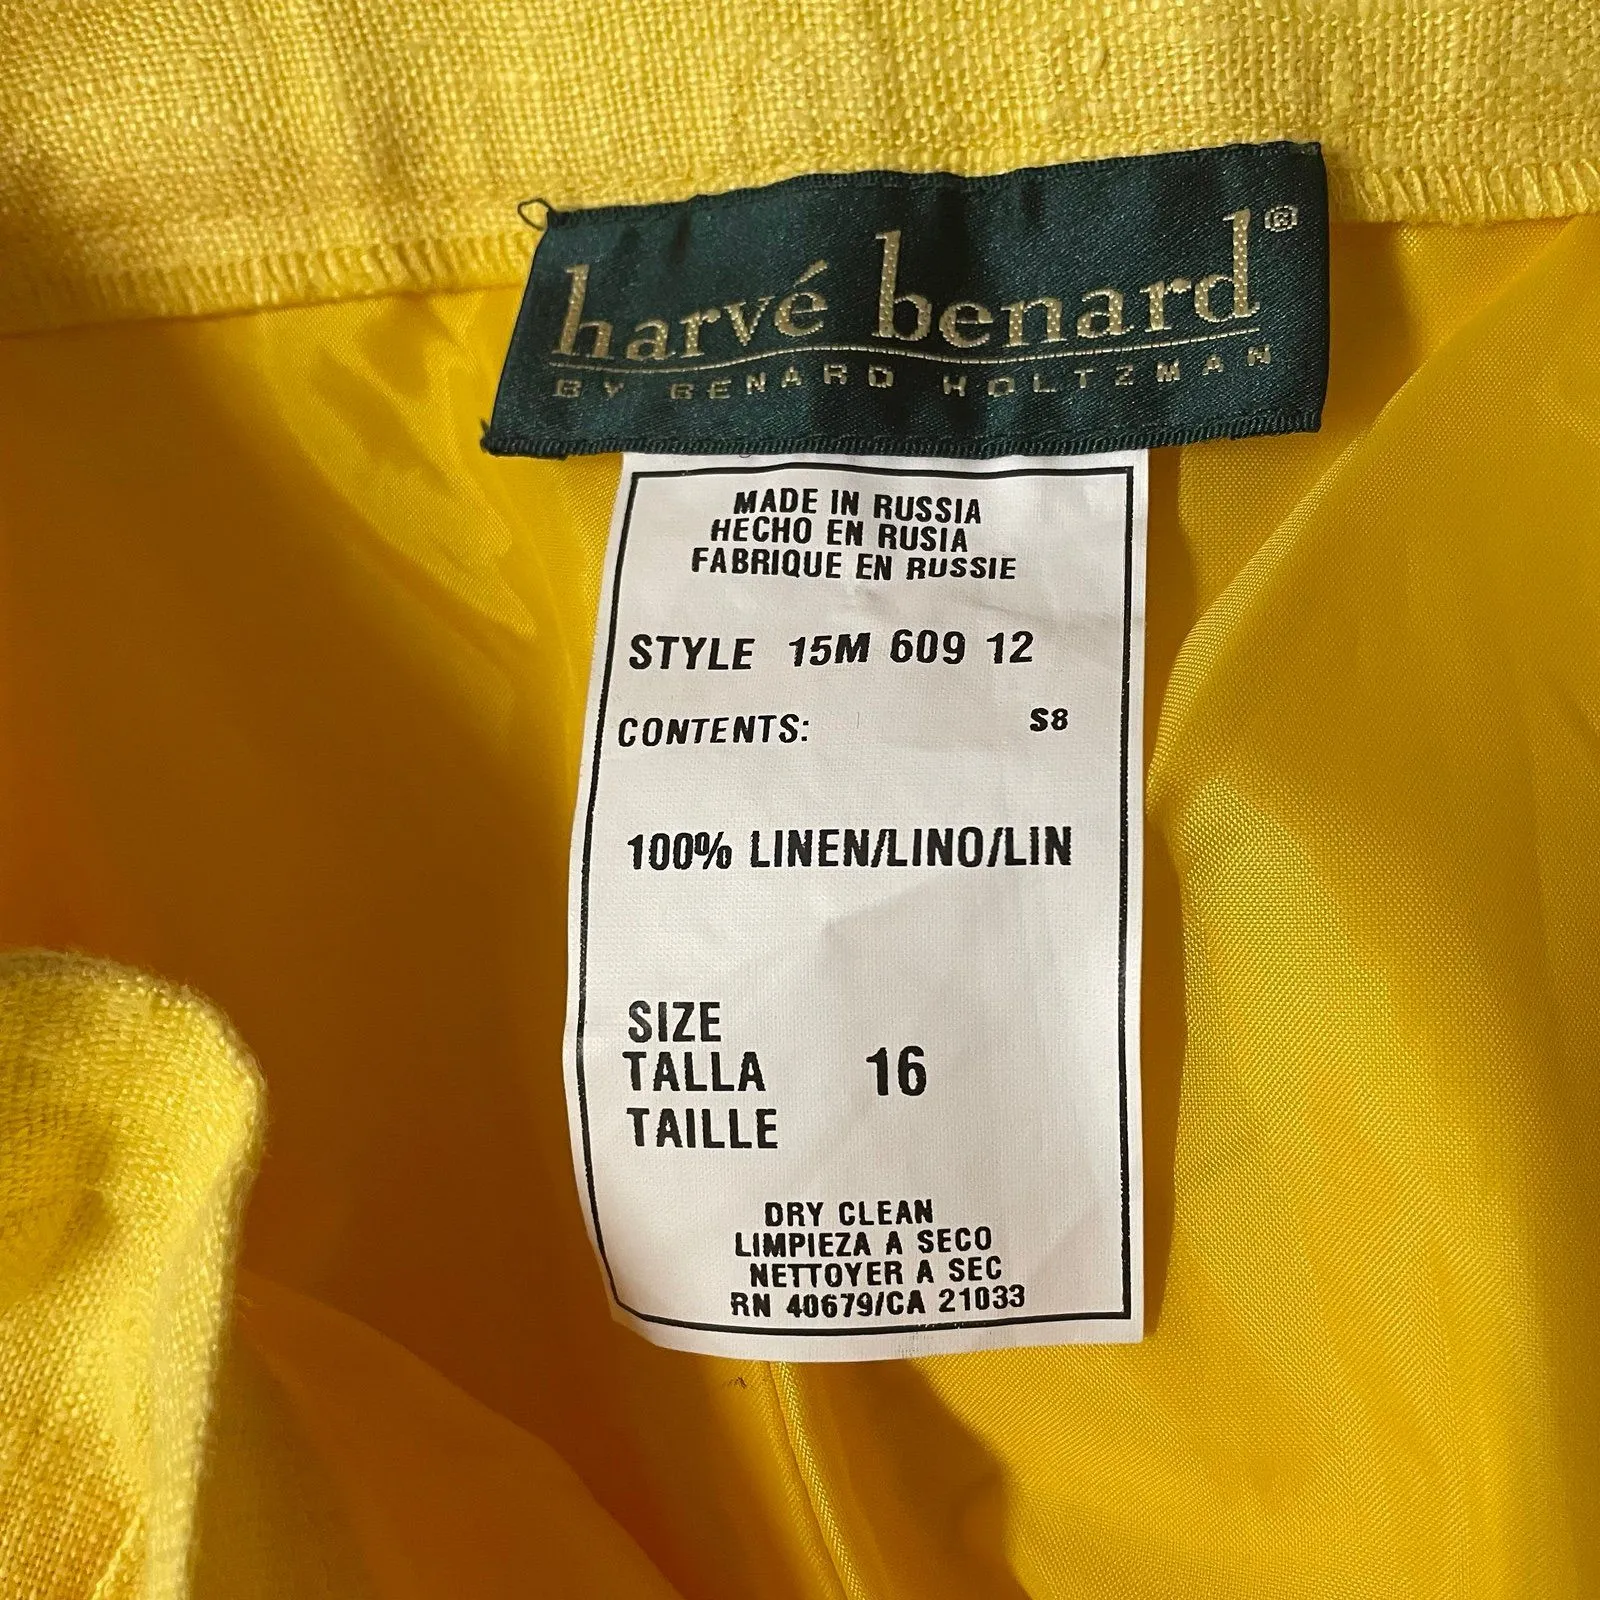 harvé benard®
BY BENARD HOLTZMAN
MADE IN RUSSIA
HECHO EN RUSIA
FABRIQUE EN RUSSIE
STYLE 15M 609 12
CONTENTS: S8
100% LINEN/LINO/LIN
SIZE
TALLA 16
TAILLE
DRY CLEAN
LIMPIEZA A SECO
NETTOYER A SEC
RN 40679/CA 21033